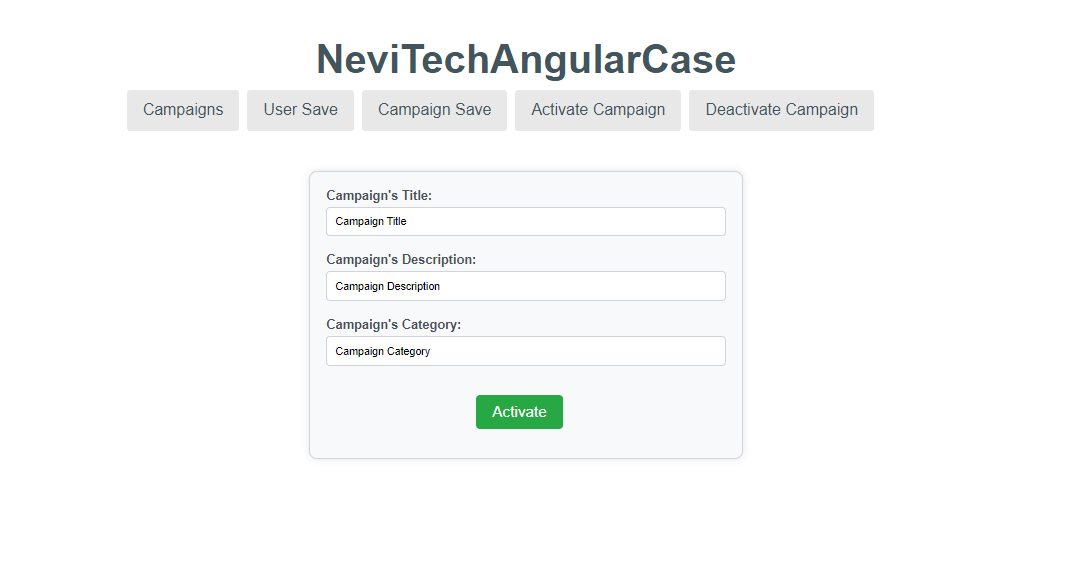 NeviTechAngularCase
Campaigns User Save Campaign Save Activate Campaign Deactivate Campaign
Campaign's Title:
Campaign Title
Campaign's Description:
Campaign Description
Campaign's Category:
Campaign Category
Activate